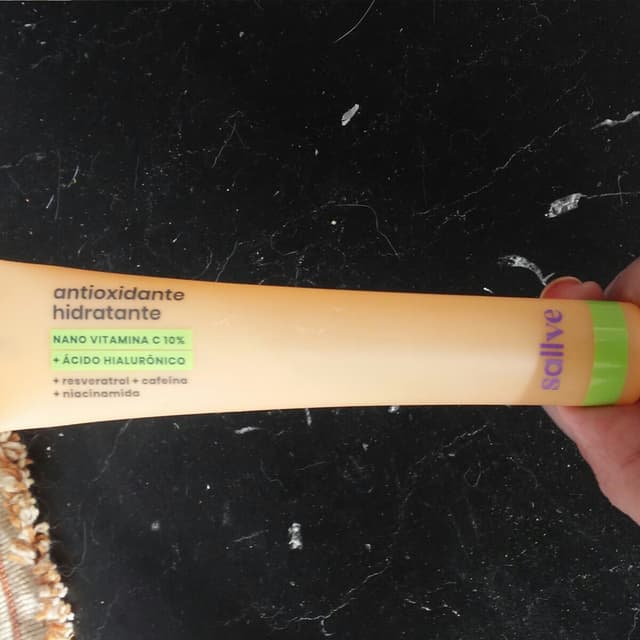 antioxidante
hidratante
NANO VITAMINA C 10%
+ ÁCIDO HIALURÔNICO
+ resveratrol + cafeína
+ niacinamida
sallve